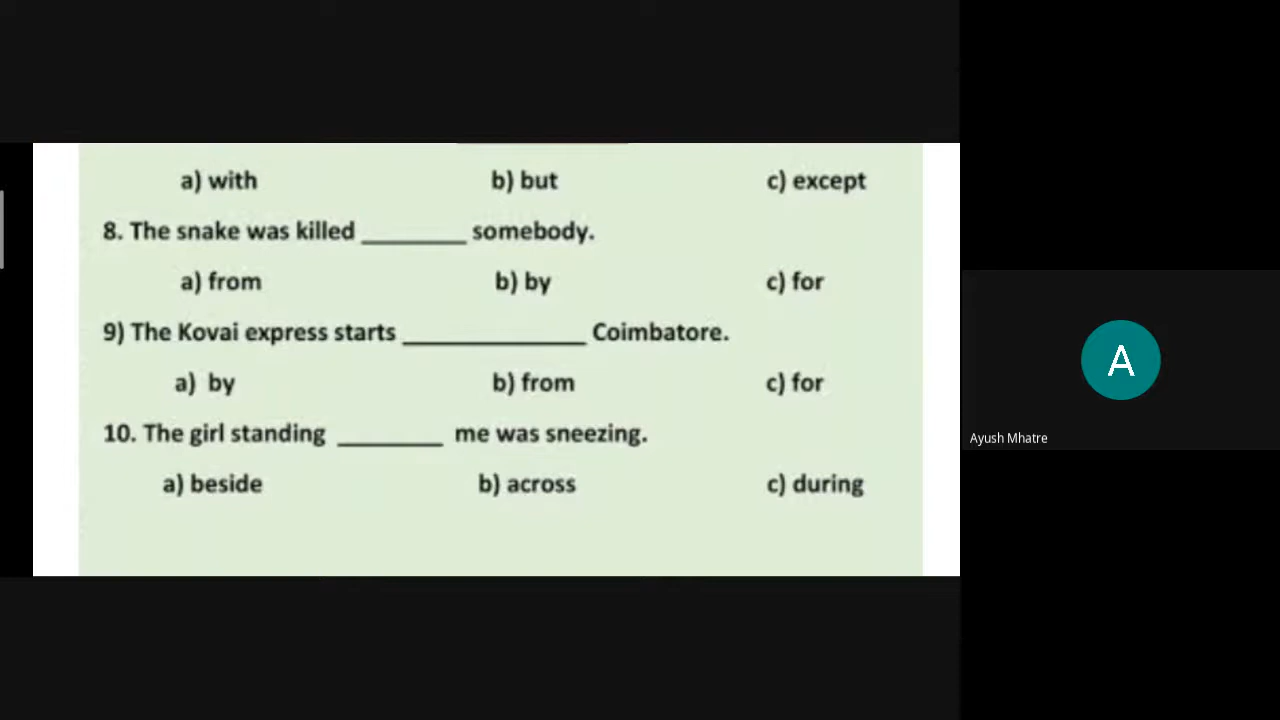 a) with b) but c) except
8. The snake was killed ________ somebody.
a) from b) by c) for
9) The Kovai express starts ______________ Coimbatore.
a) by b) from c) for
10. The girl standing ________ me was sneezing.
a) beside b) across c) during
A
Ayush Mhatre